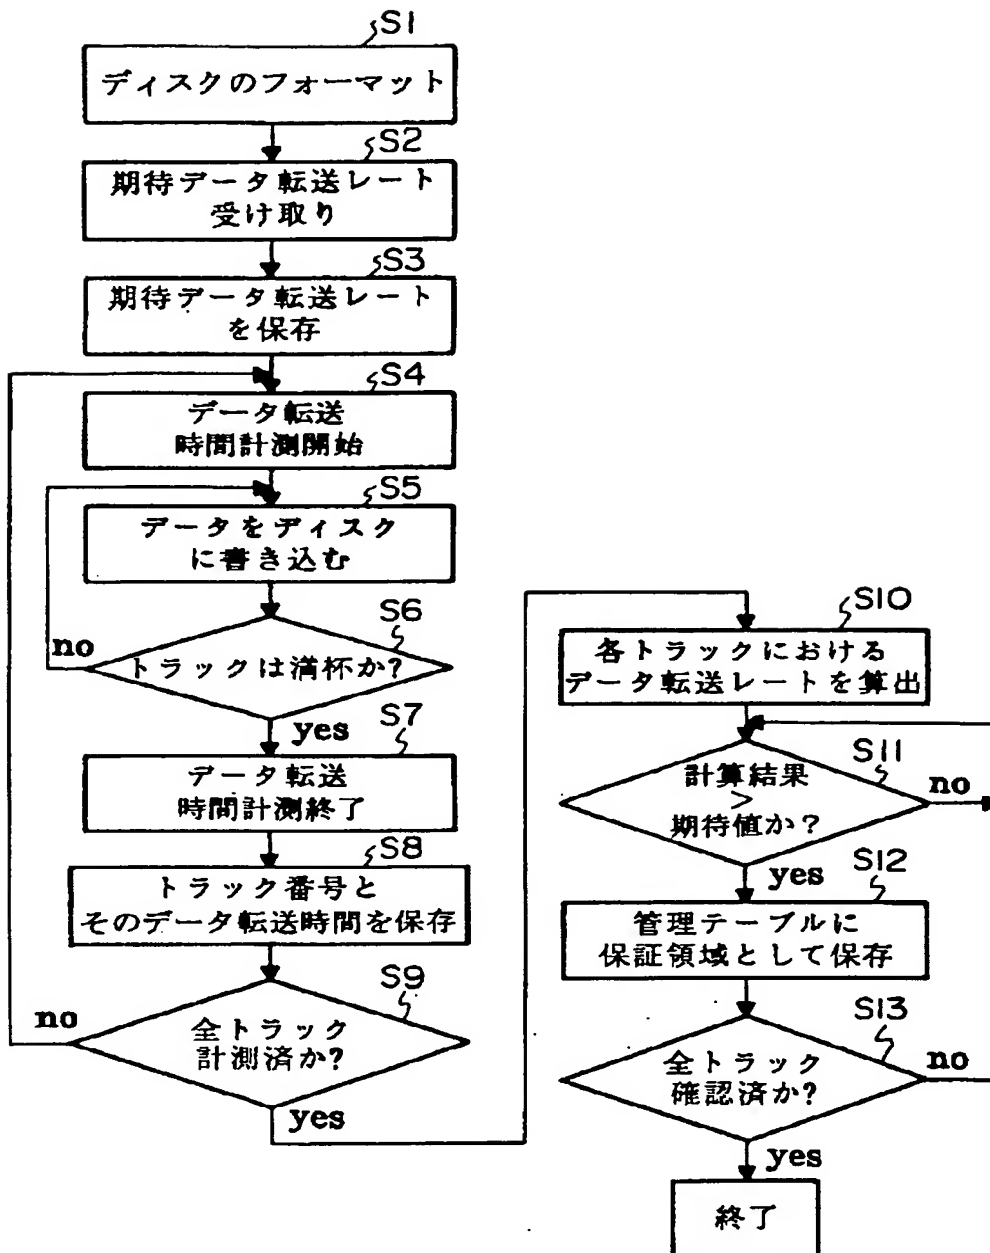 S1
ディスクのフォーマット
S2
期待データ転送レート
受け取り
S3
期待データ転送レート
を保存
S4
データ転送
時間計測開始
S5
データをディスク
に書き込む
S6
no
トラックは満杯か?
yes
S7
データ転送
時間計測終了
S8
トラック番号と
そのデータ転送時間を保存
S9
no
全トラック
計測済か?
yes
S10
各トラックにおける
データ転送レートを算出
S11
計算結果
>
期待値か?
no
yes
S12
管理テーブルに
保証領域として保存
S13
全トラック
確認済か?
no
yes
終了